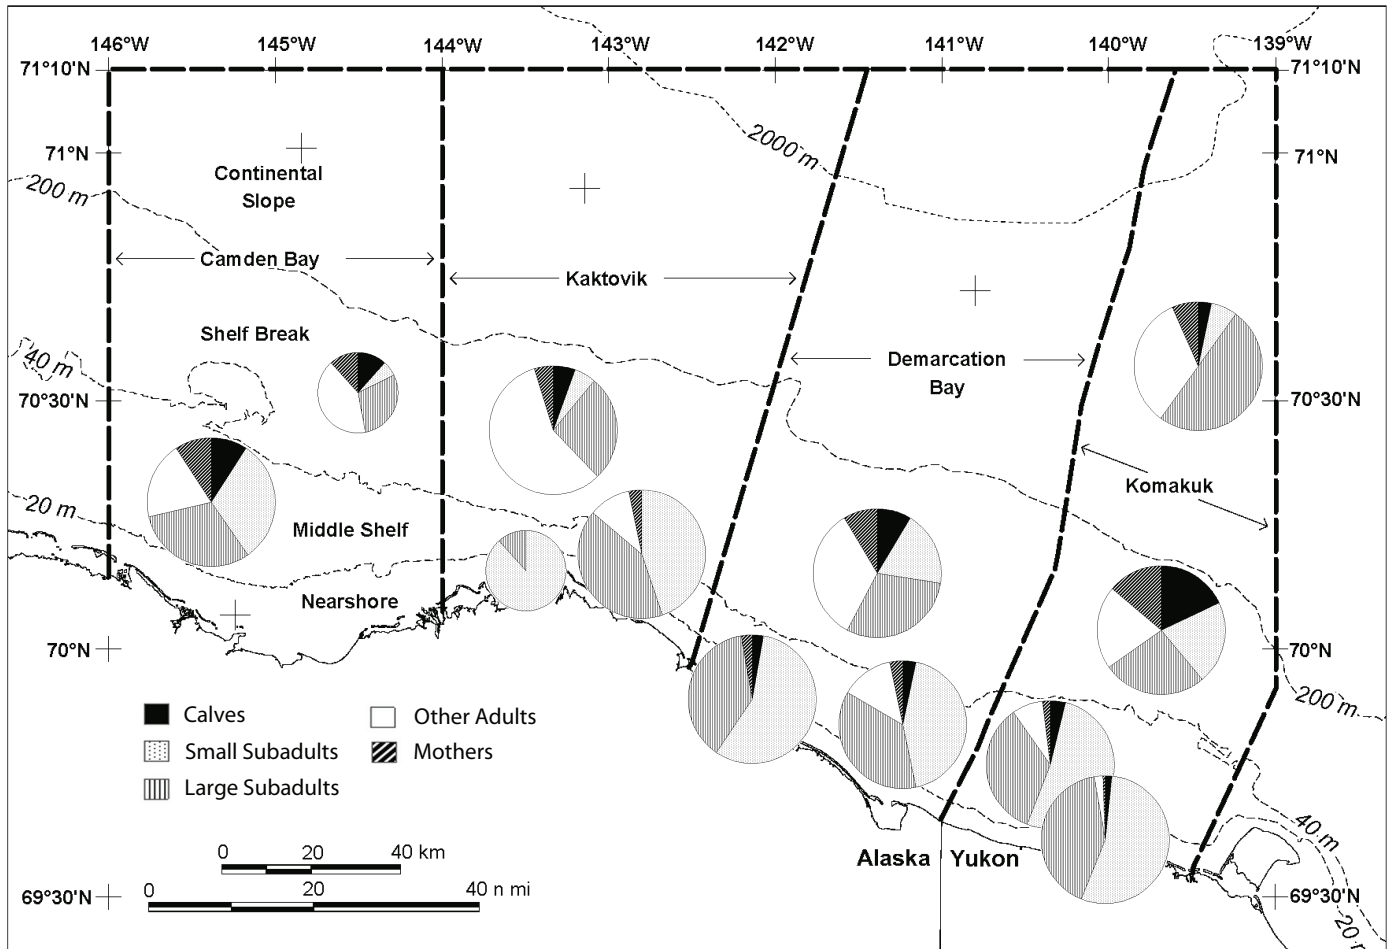 146°W 145°W 144°W 143°W 142°W 141°W 140°W 139°W
71°10'N 71°10'N
2000 m
71°N 71°N
200 m
Continental
Slope
Camden Bay
Kaktovik
Shelf Break
Demarcation
Bay
40 m
70°30'N 70°30'N
Komakuk
20 m
Middle Shelf
Nearshore
70°N 70°N
200 m
Calves
Other Adults
Small Subadults
Mothers
Large Subadults
40 m
0 20 40 km
Alaska Yukon
0 20 40 n mi
69°30'N 69°30'N
20 m